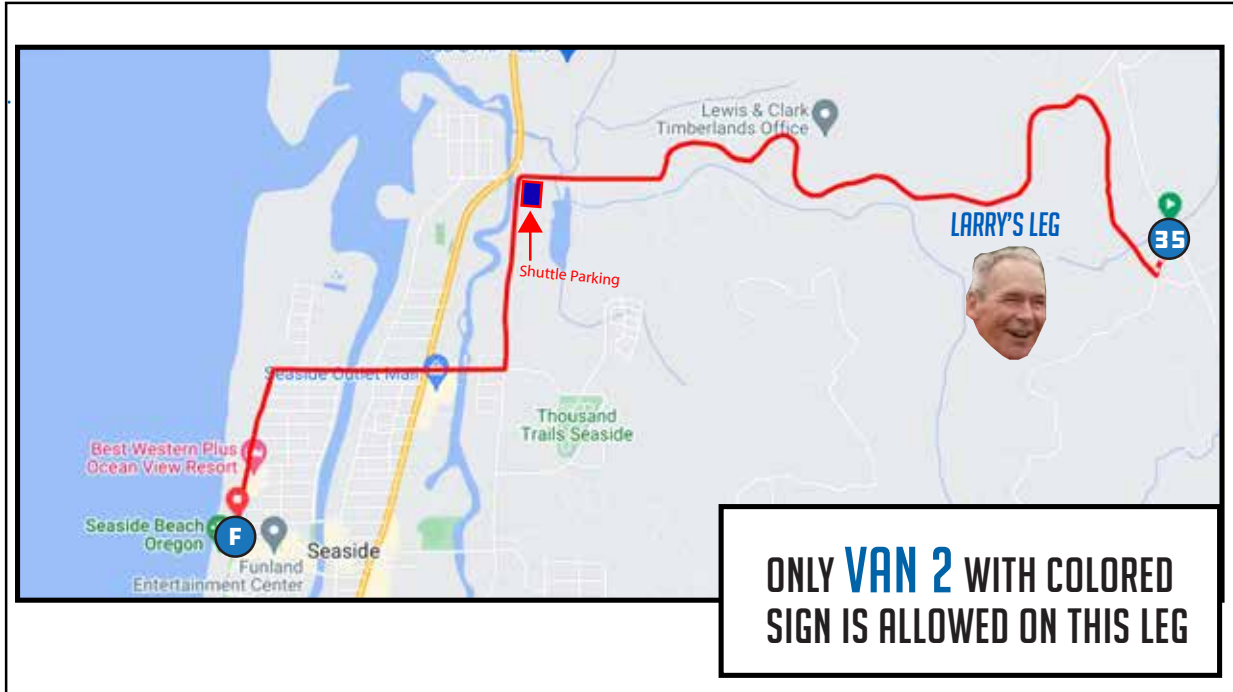 Lewis & Clark
Timberlands Office
LARRY'S LEG
35
Shuttle Parking
Seaside Outlet Mall
Thousand
Trails Seaside
Best Western Plus
Ocean View Resort
Seaside Beach
Oregon
F
Funland
Entertainment Center
Seaside
ONLY VAN 2 WITH COLORED
SIGN IS ALLOWED ON THIS LEG